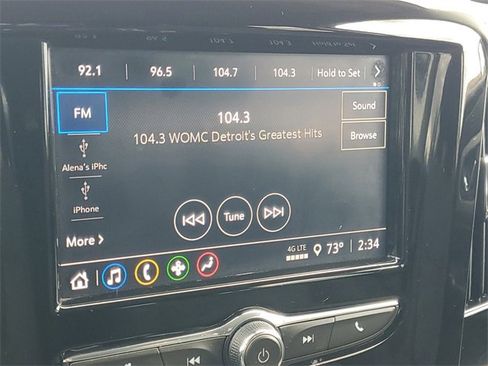 92.1 96.5 104.7 104.3 Hold to Set
FM
104.3
Sound
104.3 WOMC Detroit's Greatest Hits
Browse
Alena's iPhc
iPhone
Tune
More >
4G LTE
73° 2:34